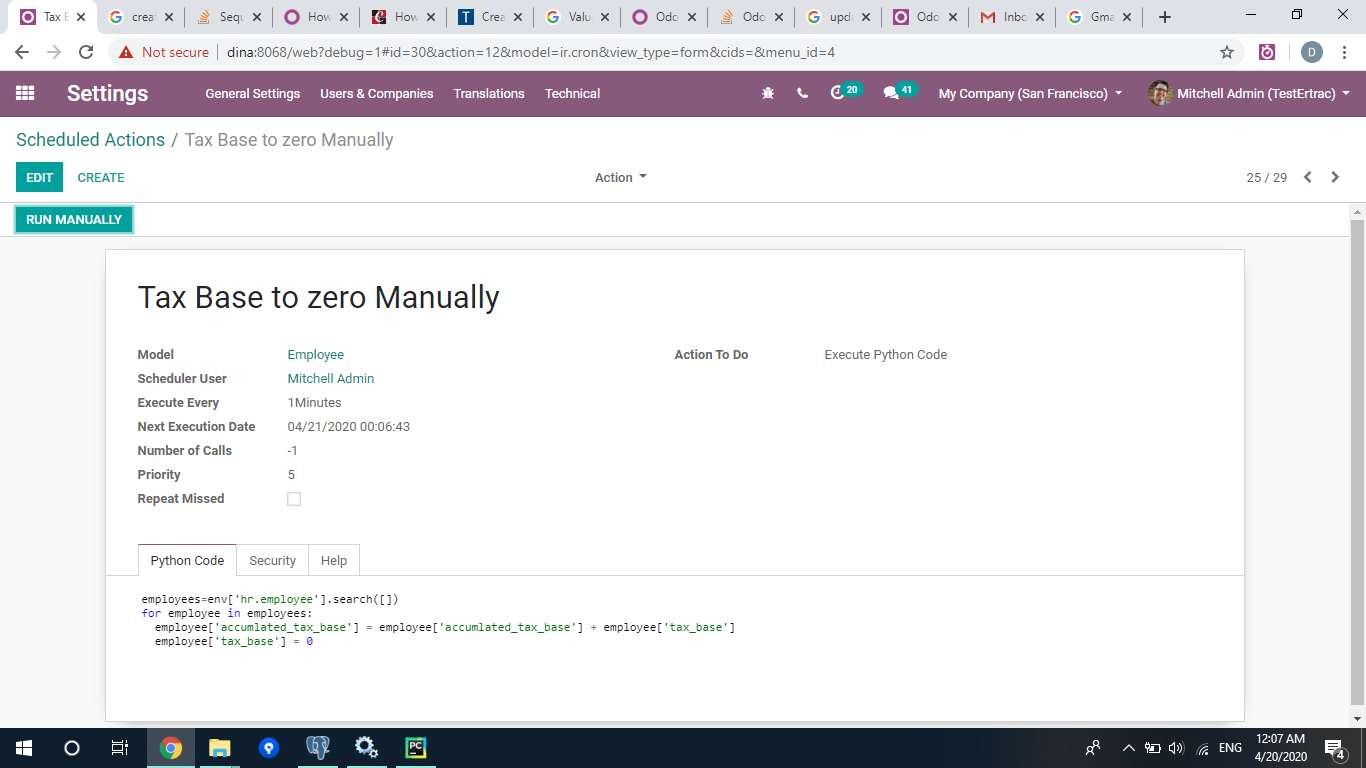 Tax E
creat
Sequ
How
How
Crea
Valu
Odo
Odo
upd
Odo
Inbo
Gma
Not secure
dina:8068/web?debug=1#id=30&action=12&model=ir.cron&view_type=form&cids=&menu_id=4
D
Settings
General Settings Users & Companies Translations Technical
20
41
My Company (San Francisco)
Mitchell Admin (TestErtrac)
Scheduled Actions / Tax Base to zero Manually
EDIT CREATE
Action
25 / 29
RUN MANUALLY
Tax Base to zero Manually
Model Employee
Action To Do Execute Python Code
Scheduler User Mitchell Admin
Execute Every 1Minutes
Next Execution Date 04/21/2020 00:06:43
Number of Calls -1
Priority 5
Repeat Missed
Python Code Security Help
employees=env['hr.employee'].search([])
for employee in employees:
employee['accumlated_tax_base'] = employee['accumlated_tax_base'] + employee['tax_base']
employee['tax_base'] = 0
PC
ENG
12:07 AM
4/20/2020
4